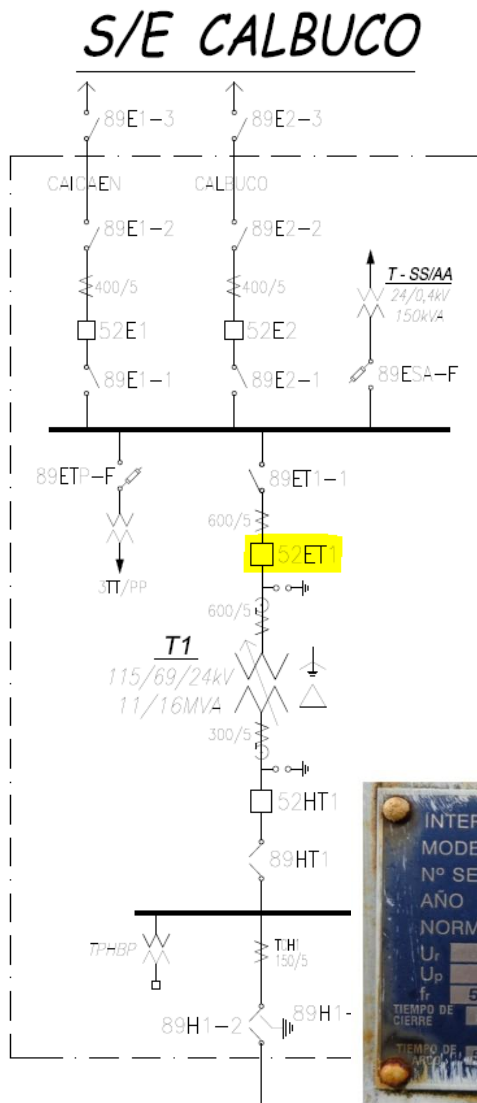 S/E CALBUCO
89E1-3
89E2-3
CAICAEN
CALBUCO
89E1-2
89E2-2
T - SS/AA
24/0,4kV
150kVA
400/5
400/5
52E1
52E2
89ESA-F
89E1-1
89E2-1
89ETP-F
89ET1-1
600/5
52ET1
3TT/PP
600/5
T1
115/69/24kV
11/16MVA
300/5
52HT1
89HT1
TPHBP
150/5
89H1-2
89H1-
INTER
MODE
Nº SE
AÑO
NORM
Ur
Up
fr 5
TIEMPO DE
CIERRE
TIEMPO DE